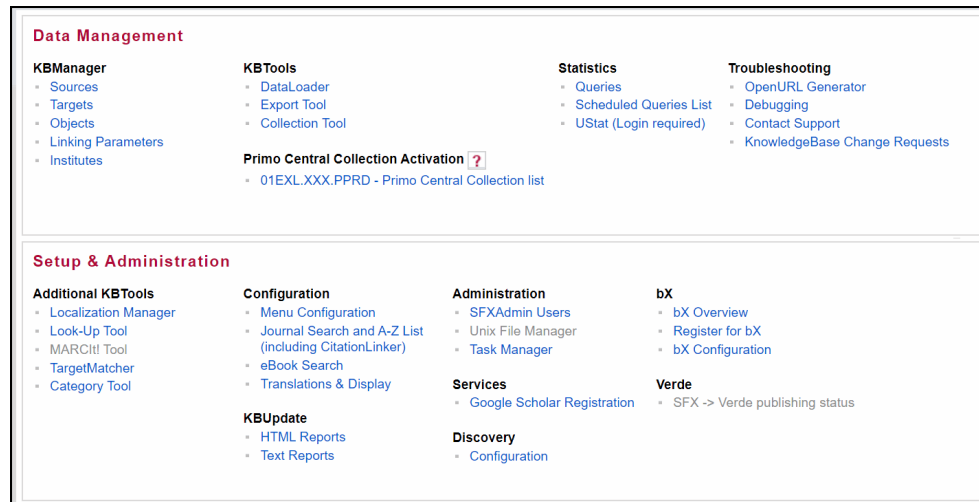 Data Management
KBManager
Sources
Targets
Objects
Linking Parameters
Institutes
KBTools
DataLoader
Export Tool
Collection Tool
Primo Central Collection Activation ?
01EXL.XXX.PPRD - Primo Central Collection list
Statistics
Queries
Scheduled Queries List
UStat (Login required)
Troubleshooting
OpenURL Generator
Debugging
Contact Support
KnowledgeBase Change Requests
Setup & Administration
Additional KBTools
Localization Manager
Look-Up Tool
MARCIt! Tool
TargetMatcher
Category Tool
Configuration
Menu Configuration
Journal Search and A-Z List
(including CitationLinker)
eBook Search
Translations & Display
KBUpdate
HTML Reports
Text Reports
Administration
SFXAdmin Users
Unix File Manager
Task Manager
Services
Google Scholar Registration
Discovery
Configuration
bX
bX Overview
Register for bX
bX Configuration
Verde
SFX -> Verde publishing status